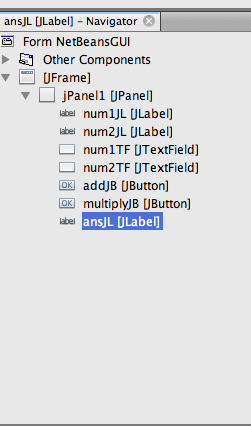 ansJL [JLabel] – Navigator
Form NetBeansGUI
Other Components
[JFrame]
jPanel1 [JPanel]
label num1JL [JLabel]
label num2JL [JLabel]
num1TF [JTextField]
num2TF [JTextField]
OK addJB [JButton]
OK multiplyJB [JButton]
label ansJL [JLabel]